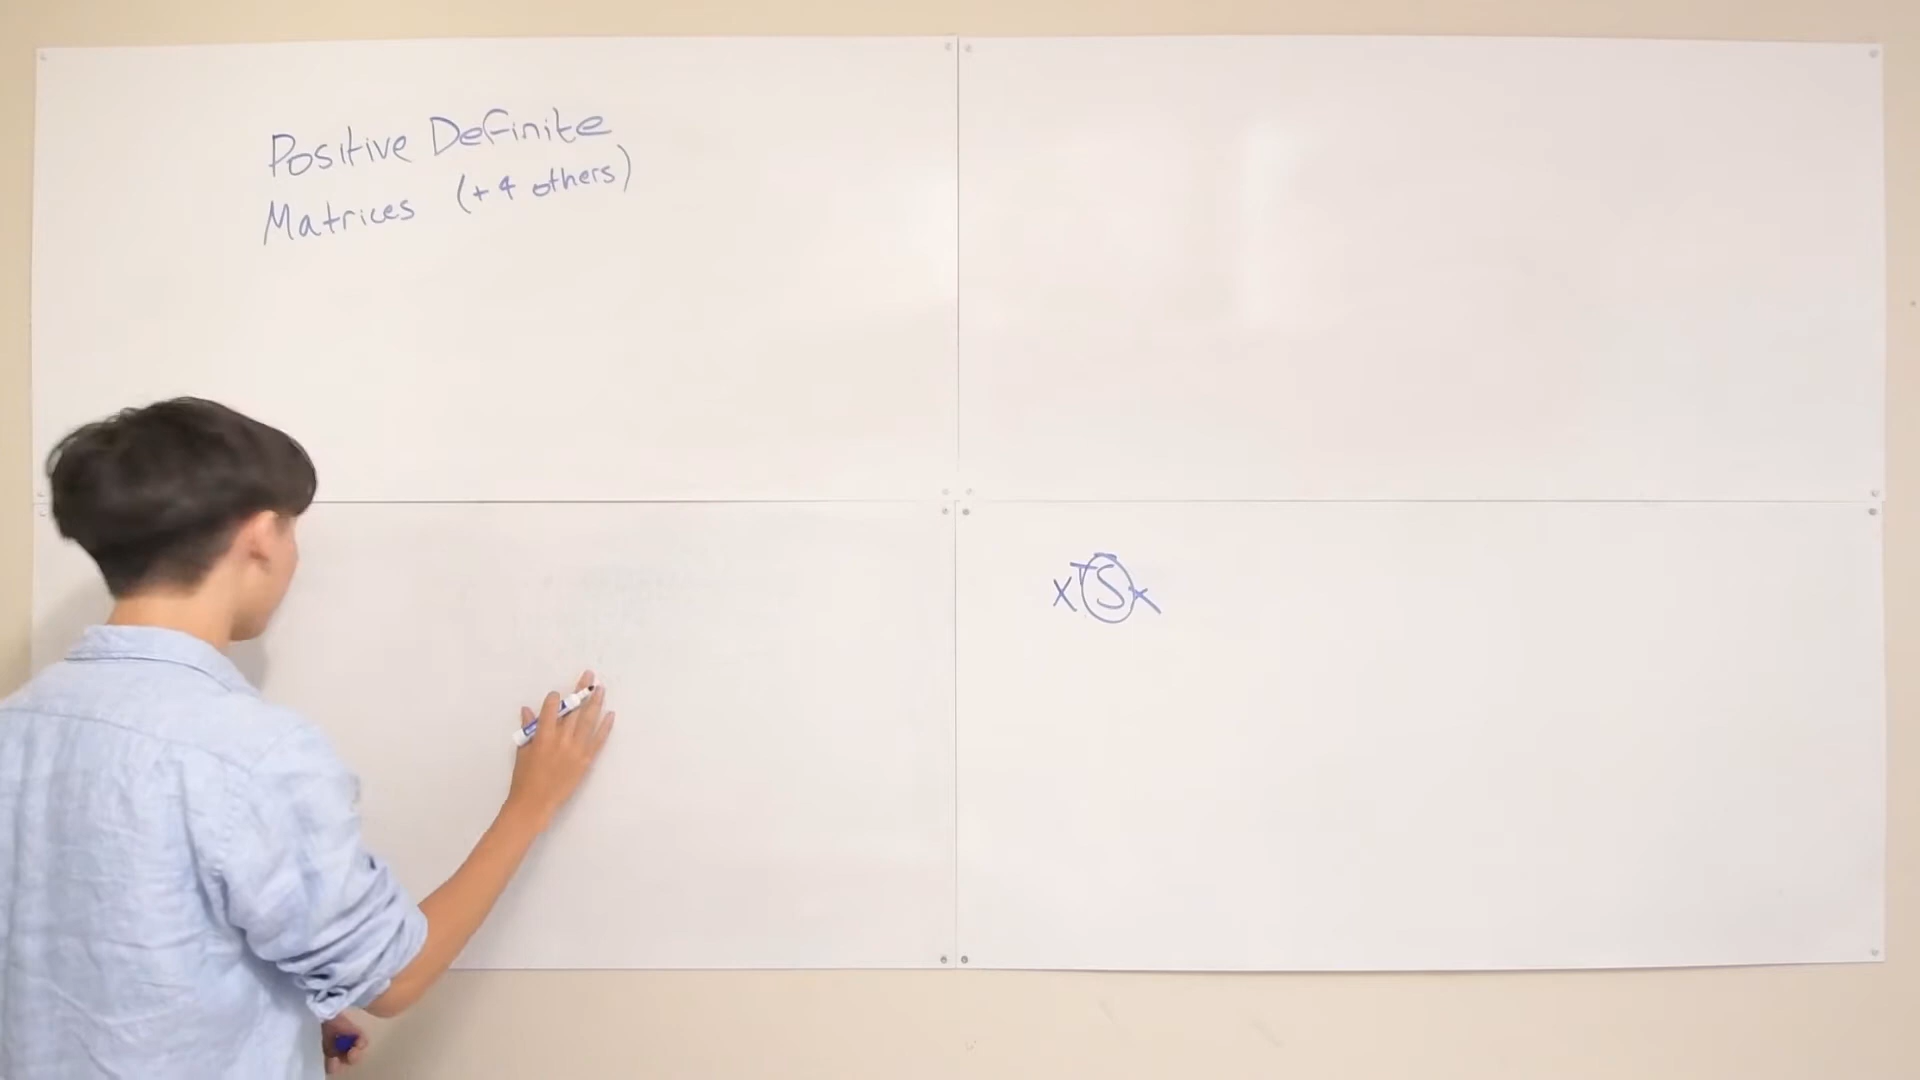 Positive Definite
Matrices (+4 others)
xᵀSx